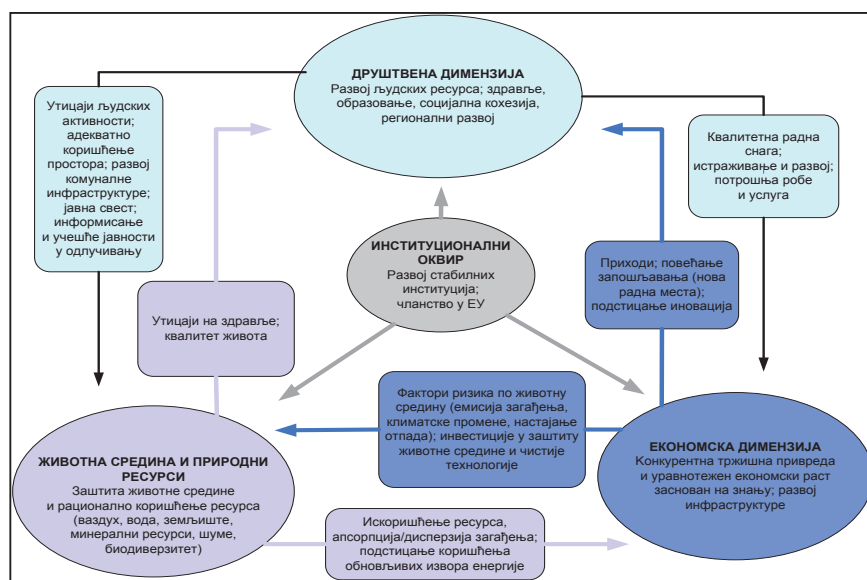 ДРУШТВЕНА ДИМЕНЗИЈА
Развој људских ресурса; здравље,
образовање, социјална кохезија,
регионални развој
Утицаји људских
активности;
адекватно
коришћење
простора; развој
комуналне
инфраструктуре;
јавна свест;
информисање
и учешће јавности
у одлучивању
Квалитетна радна
снага;
истраживање и развој;
потрошња робе
и услуга
ИНСТИТУЦИОНАЛНИ
ОКВИР
Развој стабилних
институција;
чланство у ЕУ
Приходи; повећање
запошљавања (нова
радна места);
подстицање иновација
Утицаји на здравље;
квалитет живота
Фактори ризика по животну
средину (емисија загађења,
климатске промене, настајање
отпада); инвестиције у заштиту
животне средине и чистије
технологије
ЖИВОТНА СРЕДИНА И ПРИРОДНИ
РЕСУРСИ
Заштита животне средине
и рационално коришћење ресурса
(ваздух, вода, земљиште,
минерални ресурси, шуме,
биодиверзитет)
ЕКОНОМСКА ДИМЕНЗИЈА
Конкурентна тржишна привреда
и уравнотежен економски раст
заснован на знању; развој
инфраструктуре
Искоришћење ресурса,
апсорпција/дисперзија загађења;
подстицање коришћења
обновљивих извора енергије